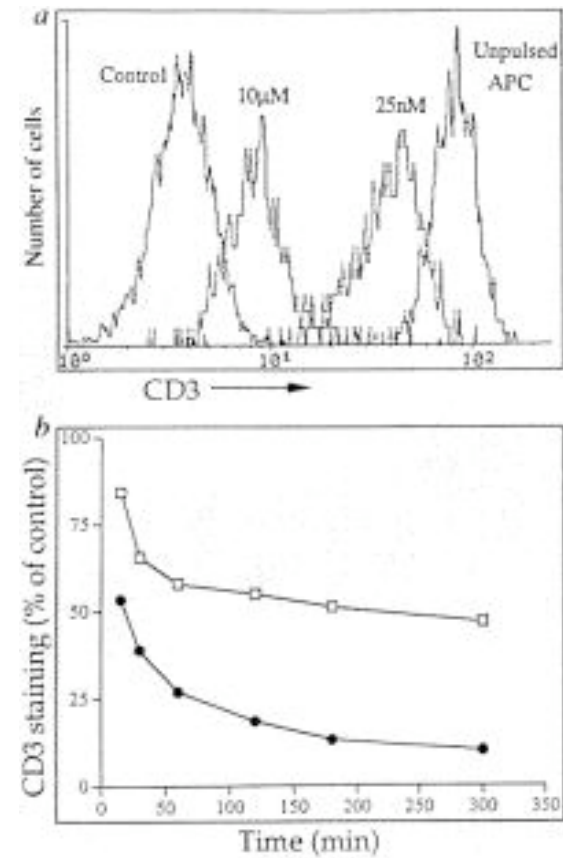 a
Unpulsed
APC
Control
10μM
25nM
Number of cells
10⁰ 10¹ 10²
CD3
b
100
75
50
25
0
CD3 staining (% of control)
0 50 100 150 200 250 300 350
Time (min)